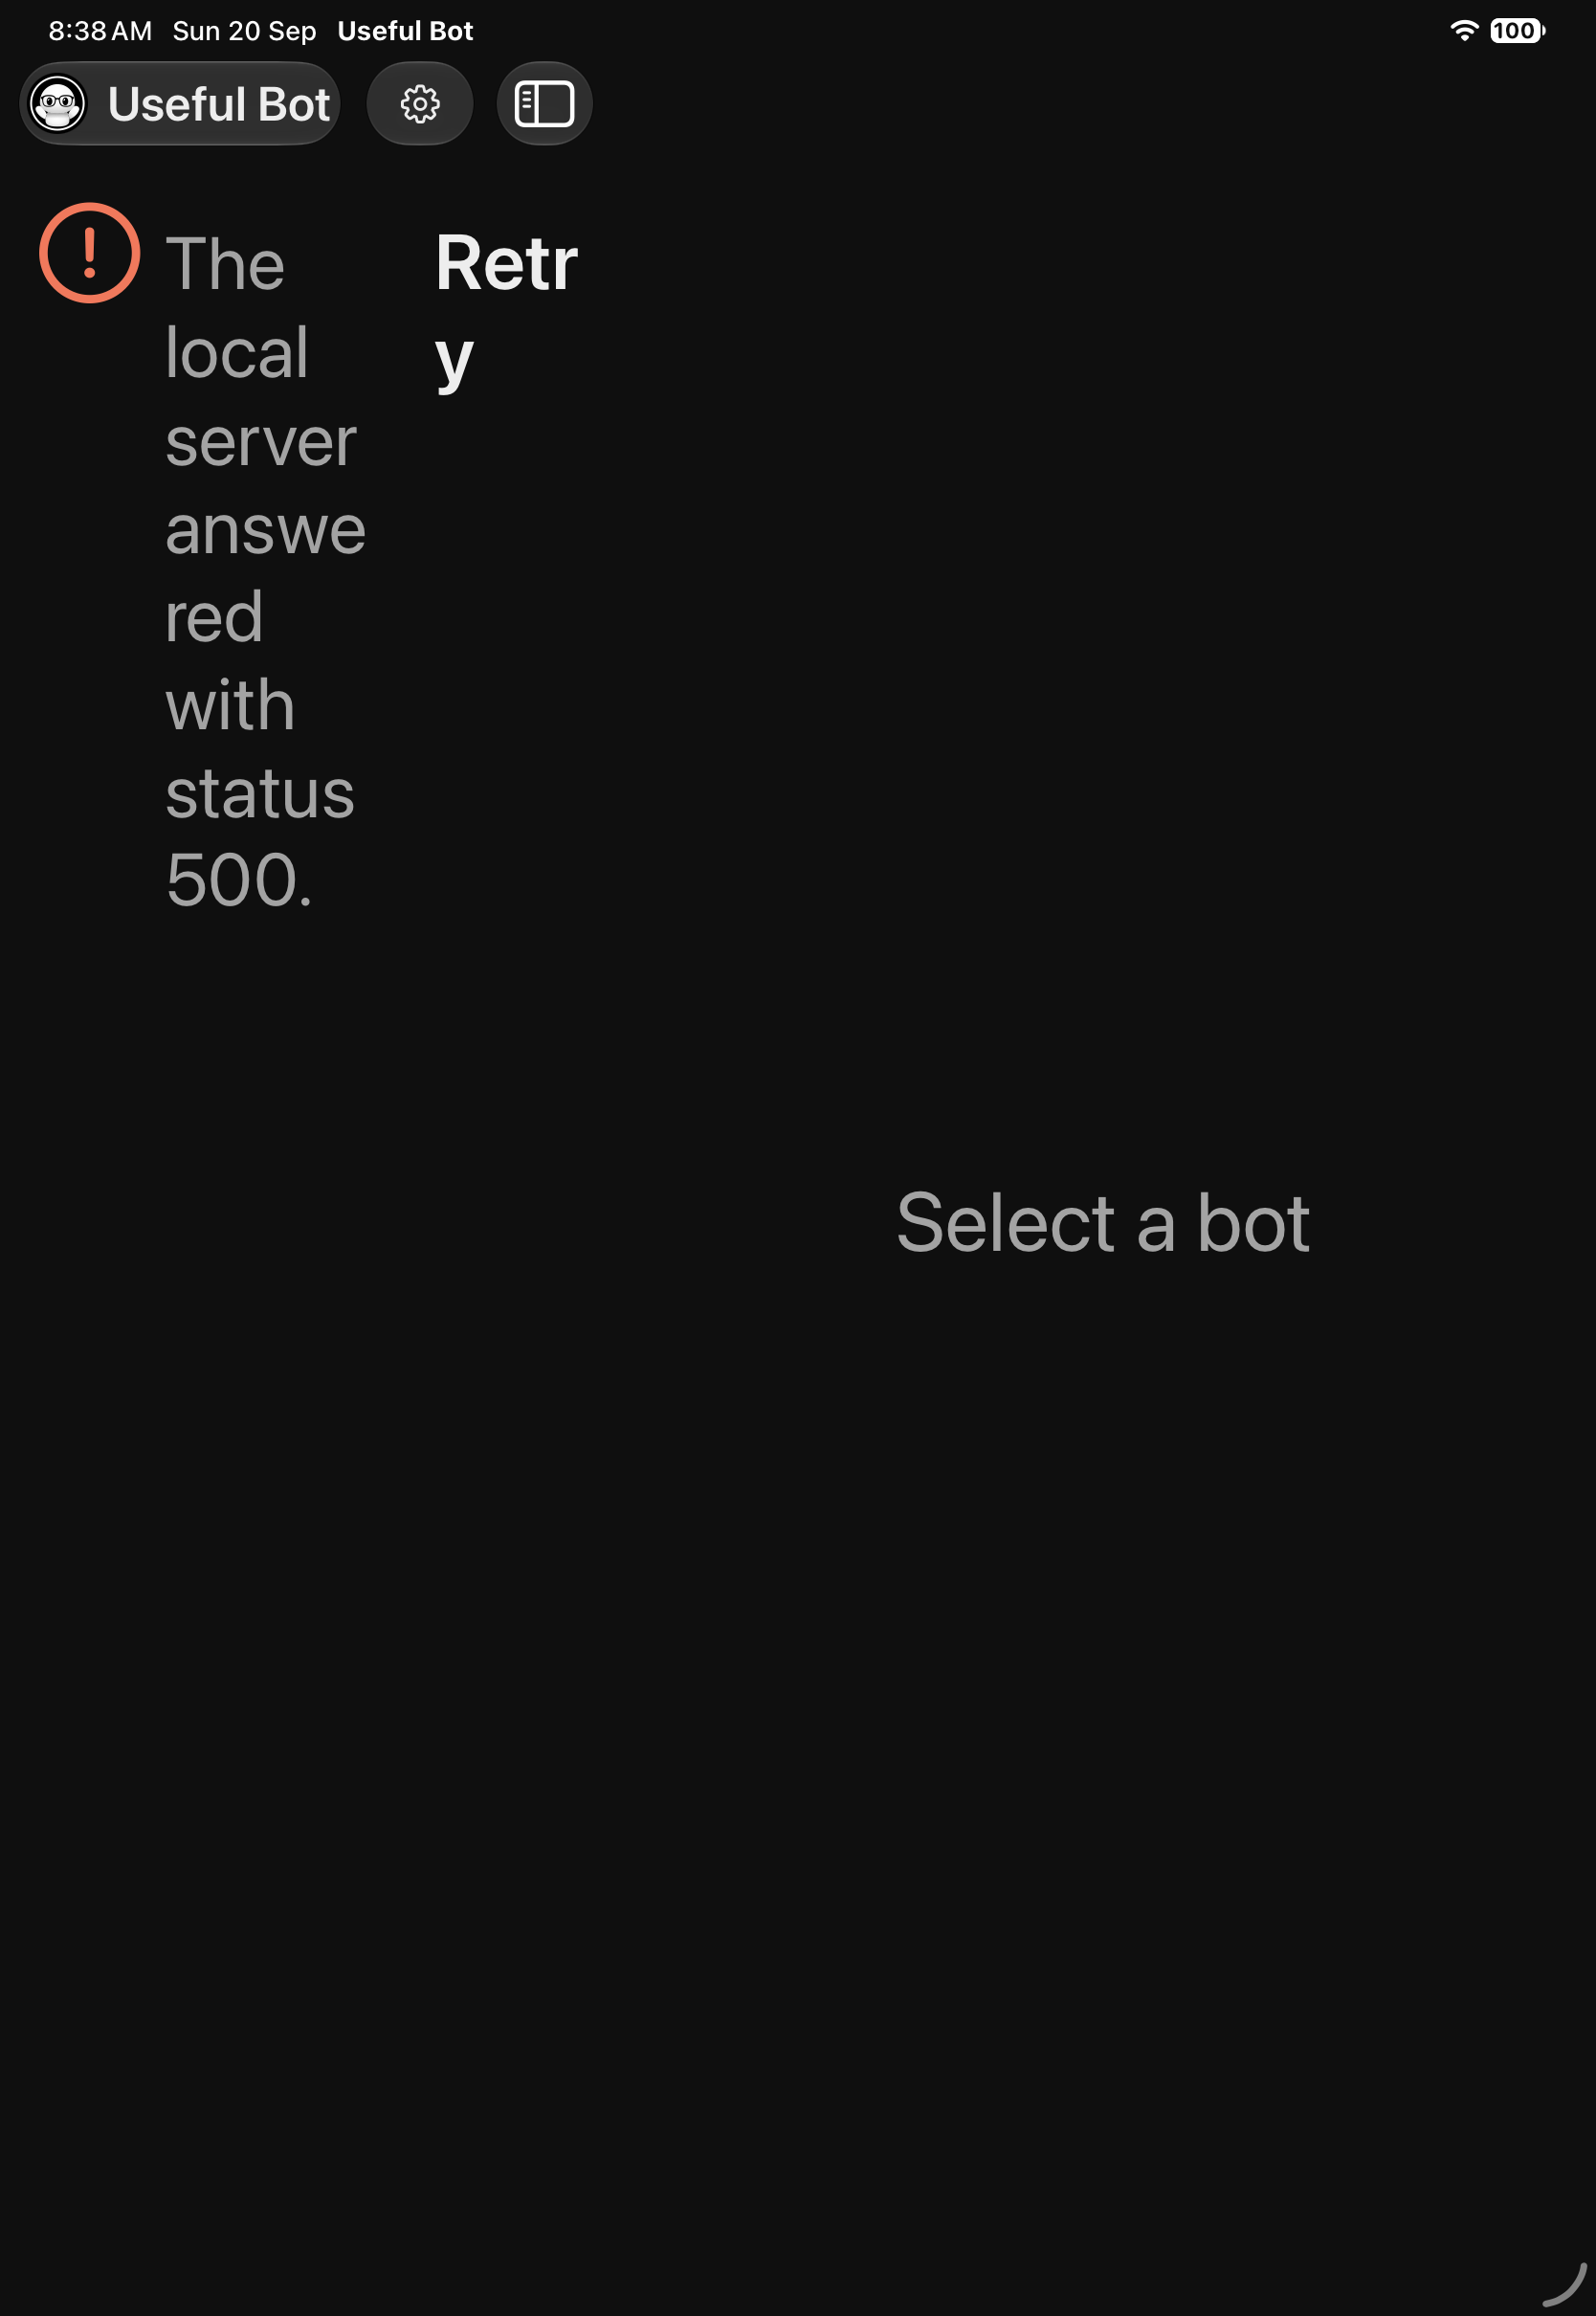 8:38 AM Sun 20 Sep Useful Bot 100
Useful Bot
The
local
server
answe
red
with
status
500.
Retr
y
Select a bot